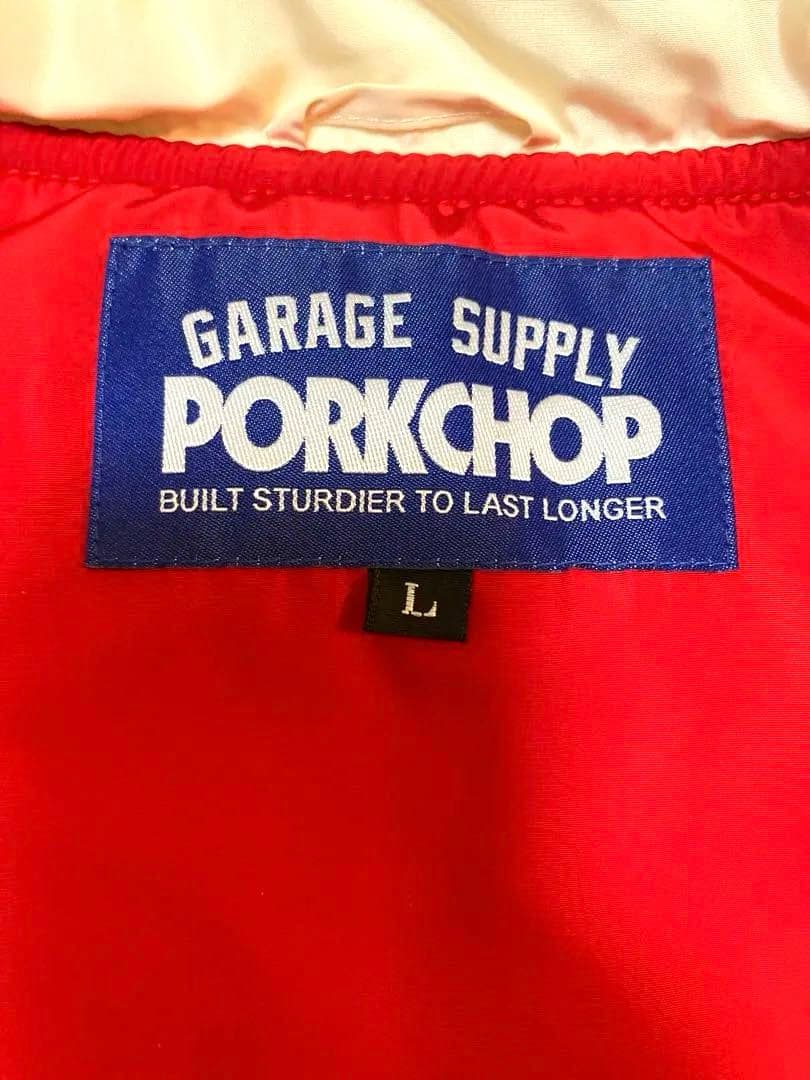 GARAGE SUPPLY
PORKCHOP
BUILT STURDIER TO LAST LONGER
L